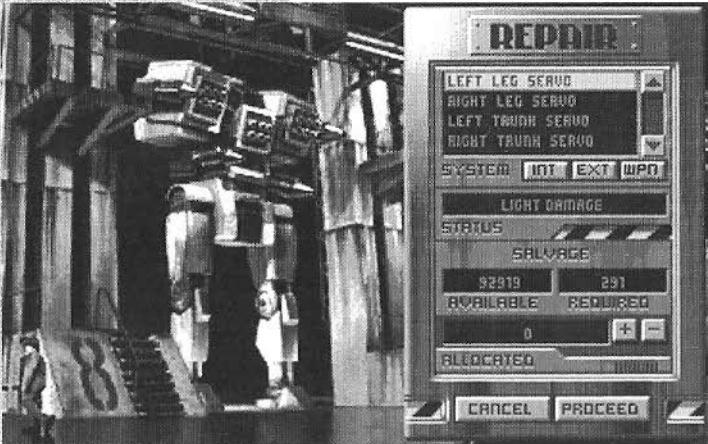 REPAIR
LEFT LEG SERVO
RIGHT LEG SERVO
LEFT TRUNK SERVO
RIGHT TRUNK SERVO
SYSTEM INT EXT WPN
LIGHT DAMAGE
STATUS
SALVAGE
92919 291
AVAILABLE REQUIRED
0 + -
ALLOCATED
8
CANCEL PROCEED